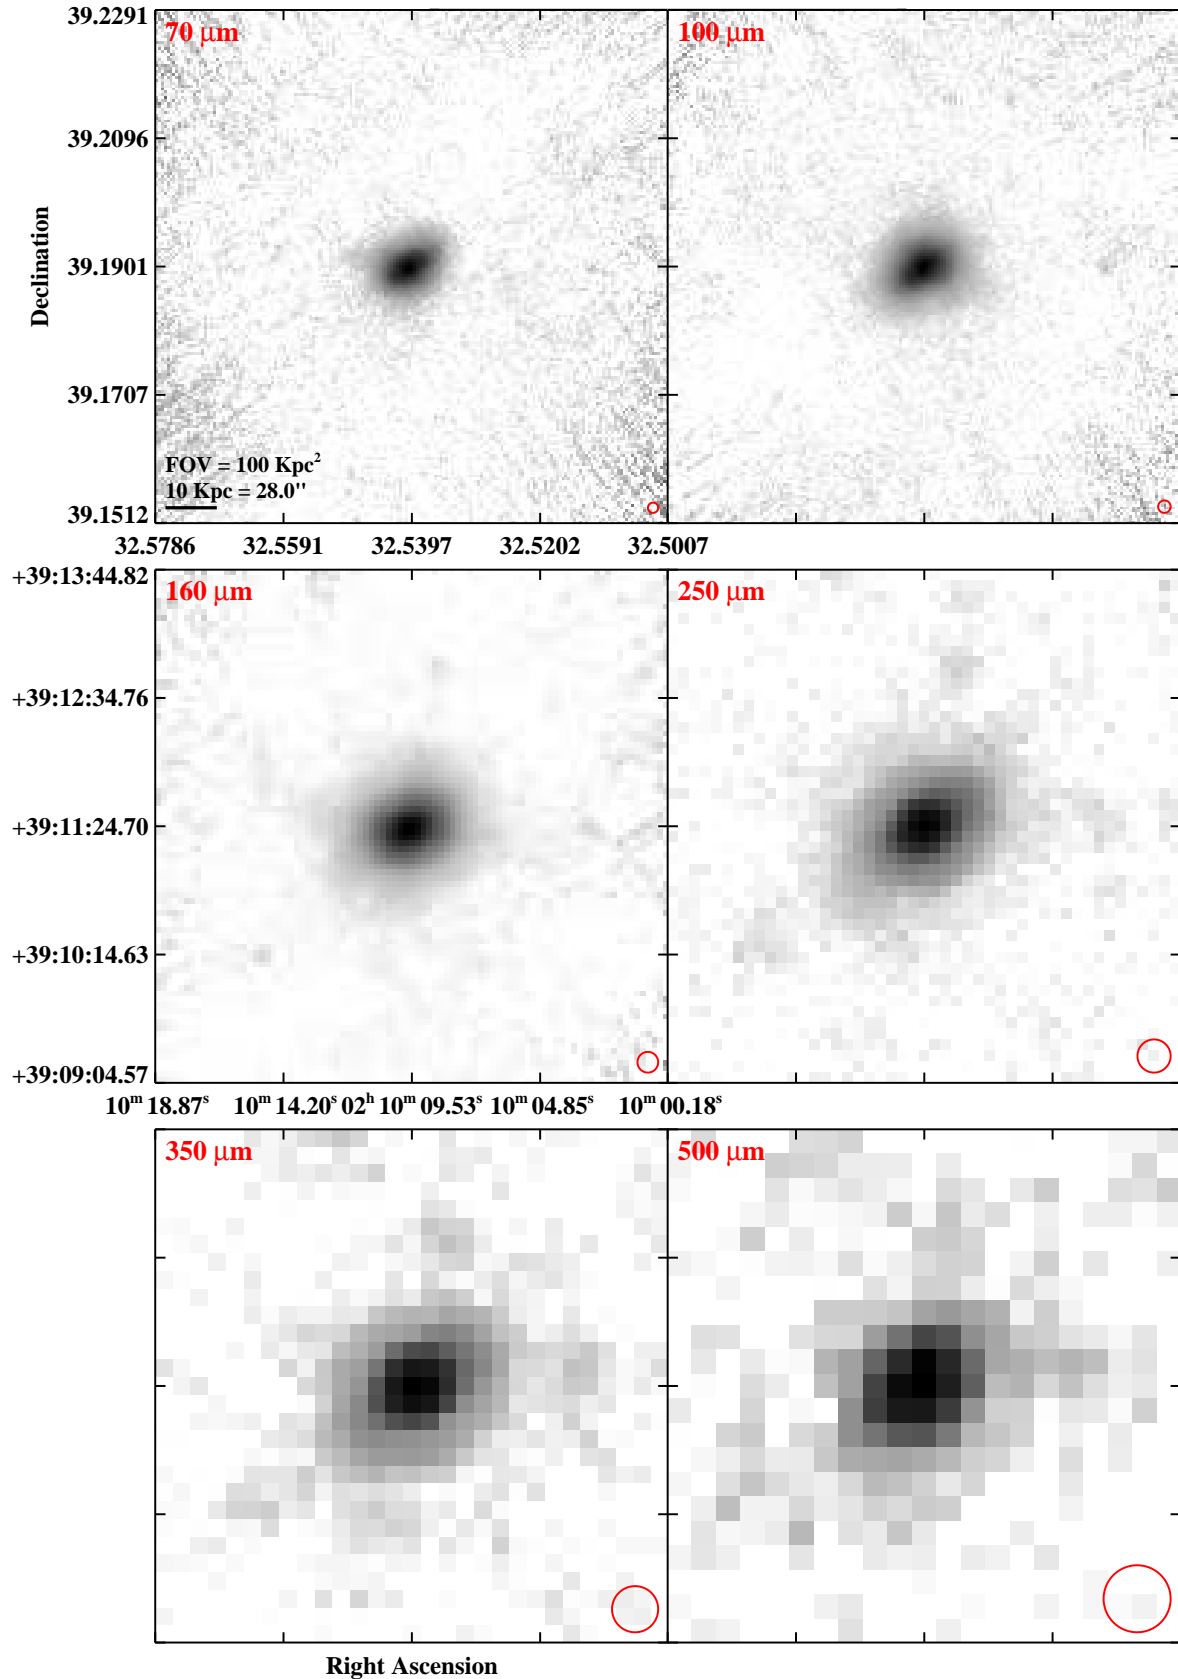 39.2291
70 μm
100 μm
39.2096
Declination
39.1901
39.1707
FOV = 100 Kpc²
10 Kpc = 28.0"
39.1512
32.5786 32.5591 32.5397 32.5202 32.5007
+39:13:44.82
160 μm
250 μm
+39:12:34.76
+39:11:24.70
+39:10:14.63
+39:09:04.57
10ᵐ 18.87ˢ 10ᵐ 14.20ˢ 02ʰ 10ᵐ 09.53ˢ 10ᵐ 04.85ˢ 10ᵐ 00.18ˢ
350 μm
500 μm
Right Ascension